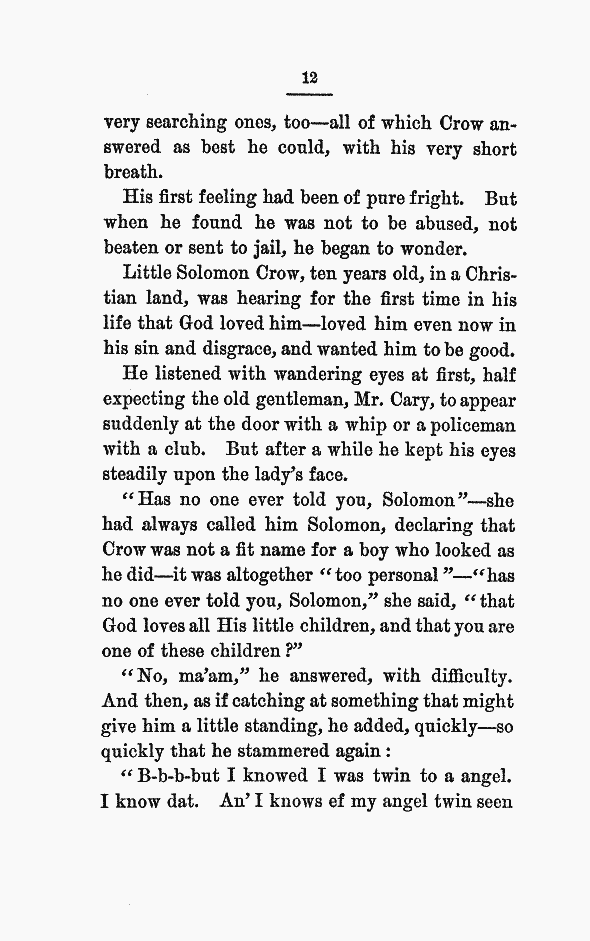 12
very searching ones, too—all of which Crow an-
swered as best he could, with his very short
breath.
His first feeling had been of pure fright. But
when he found he was not to be abused, not
beaten or sent to jail, he began to wonder.
Little Solomon Crow, ten years old, in a Chris-
tian land, was hearing for the first time in his
life that God loved him—loved him even now in
his sin and disgrace, and wanted him to be good.
He listened with wandering eyes at first, half
expecting the old gentleman, Mr. Cary, to appear
suddenly at the door with a whip or a policeman
with a club. But after a while he kept his eyes
steadily upon the lady's face.
“Has no one ever told you, Solomon”—she
had always called him Solomon, declaring that
Crow was not a fit name for a boy who looked as
he did—it was altogether “too personal”—“has
no one ever told you, Solomon,” she said, “that
God loves all His little children, and that you are
one of these children?”
“No, ma'am,” he answered, with difficulty.
And then, as if catching at something that might
give him a little standing, he added, quickly—so
quickly that he stammered again:
“B-b-b-but I knowed I was twin to a angel.
I know dat. An' I knows ef my angel twin seen